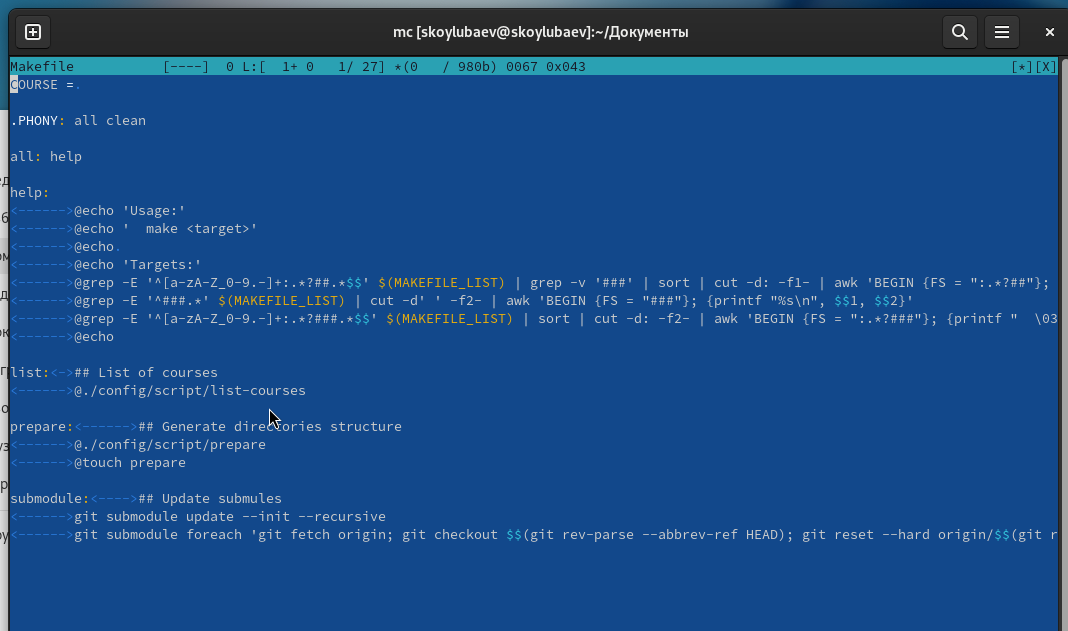 mc [skoylubaev@skoylubaev]:~/Документы
Makefile [----] 0 L:[ 1+ 0 1/ 27] *(0 / 980b) 0067 0x043 [*][X]
COURSE =.
.PHONY: all clean
all: help
help:
<------>@echo 'Usage:'
<------>@echo '  make <target>'
<------>@echo.
<------>@echo 'Targets:'
<------>@grep -E '^[a-zA-Z_0-9.-]+:.*?##.*$$' $(MAKEFILE_LIST) | grep -v '###' | sort | cut -d: -f1- | awk 'BEGIN {FS = ":.*?##"};
<------>@grep -E '^###.*' $(MAKEFILE_LIST) | cut -d' ' -f2- | awk 'BEGIN {FS = "###"}; {printf "%s\n", $$1, $$2}'
<------>@grep -E '^[a-zA-Z_0-9.-]+:.*?###.*$$' $(MAKEFILE_LIST) | sort | cut -d: -f2- | awk 'BEGIN {FS = ":.*?###"}; {printf "  \03
<------>@echo
list:<->## List of courses
<------>@./config/script/list-courses
prepare:<------>## Generate directories structure
<------>@./config/script/prepare
<------>@touch prepare
submodule:<---->## Update submules
<------>git submodule update --init --recursive
<------>git submodule foreach 'git fetch origin; git checkout $$(git rev-parse --abbrev-ref HEAD); git reset --hard origin/$$(git r